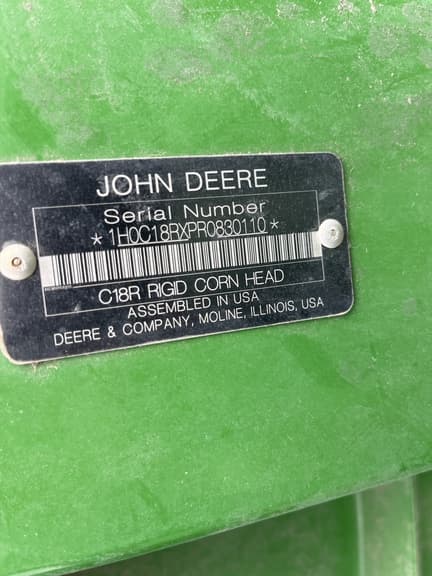 JOHN DEERE
Serial Number
*1H0C18RXPR0830110*
C18R RIGID CORN HEAD
ASSEMBLED IN USA
DEERE & COMPANY, MOLINE, ILLINOIS, USA